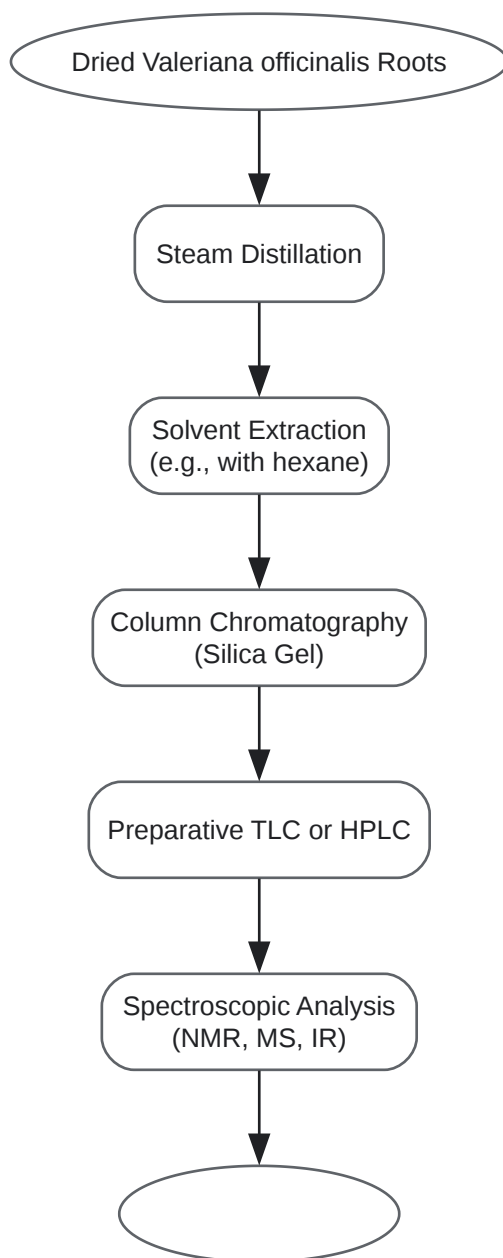 Dried Valeriana officinalis Roots
Steam Distillation
Solvent Extraction
(e.g., with hexane)
Column Chromatography
(Silica Gel)
Preparative TLC or HPLC
Spectroscopic Analysis
(NMR, MS, IR)